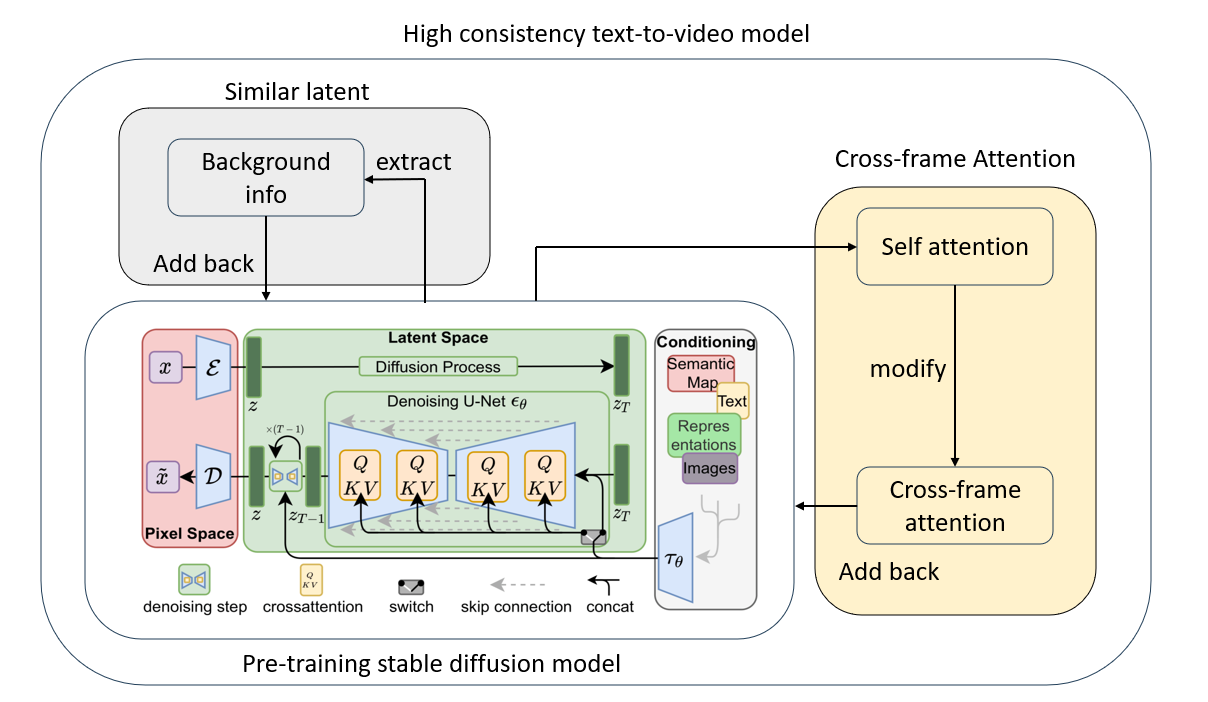 High consistency text-to-video model
Similar latent
Background
info
extract
Add back
Cross-frame Attention
Self attention
modify
Cross-frame
attention
Add back
Latent Space
Diffusion Process
x
ℰ
z
z_T
Denoising U-Net ϵ_θ
×(T−1)
x̃
𝒟
z
z_{T−1}
Q
K V
Q
K V
Q
K V
Q
K V
z_T
Pixel Space
Conditioning
Semantic
Map
Text
Repres
entations
Images
τ_θ
Q
K V
denoising step
crossattention
switch
skip connection
concat
Pre-training stable diffusion model